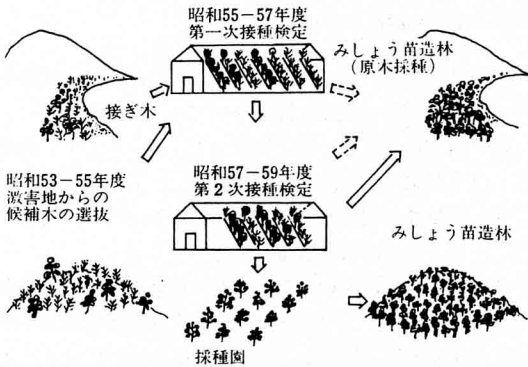 昭和55−57年度
第一次接種検定
みしょう苗造林
(原木採種)
接ぎ木
昭和53−55年度
激害地からの
候補木の選抜
昭和57−59年度
第2次接種検定
みしょう苗造林
採種園